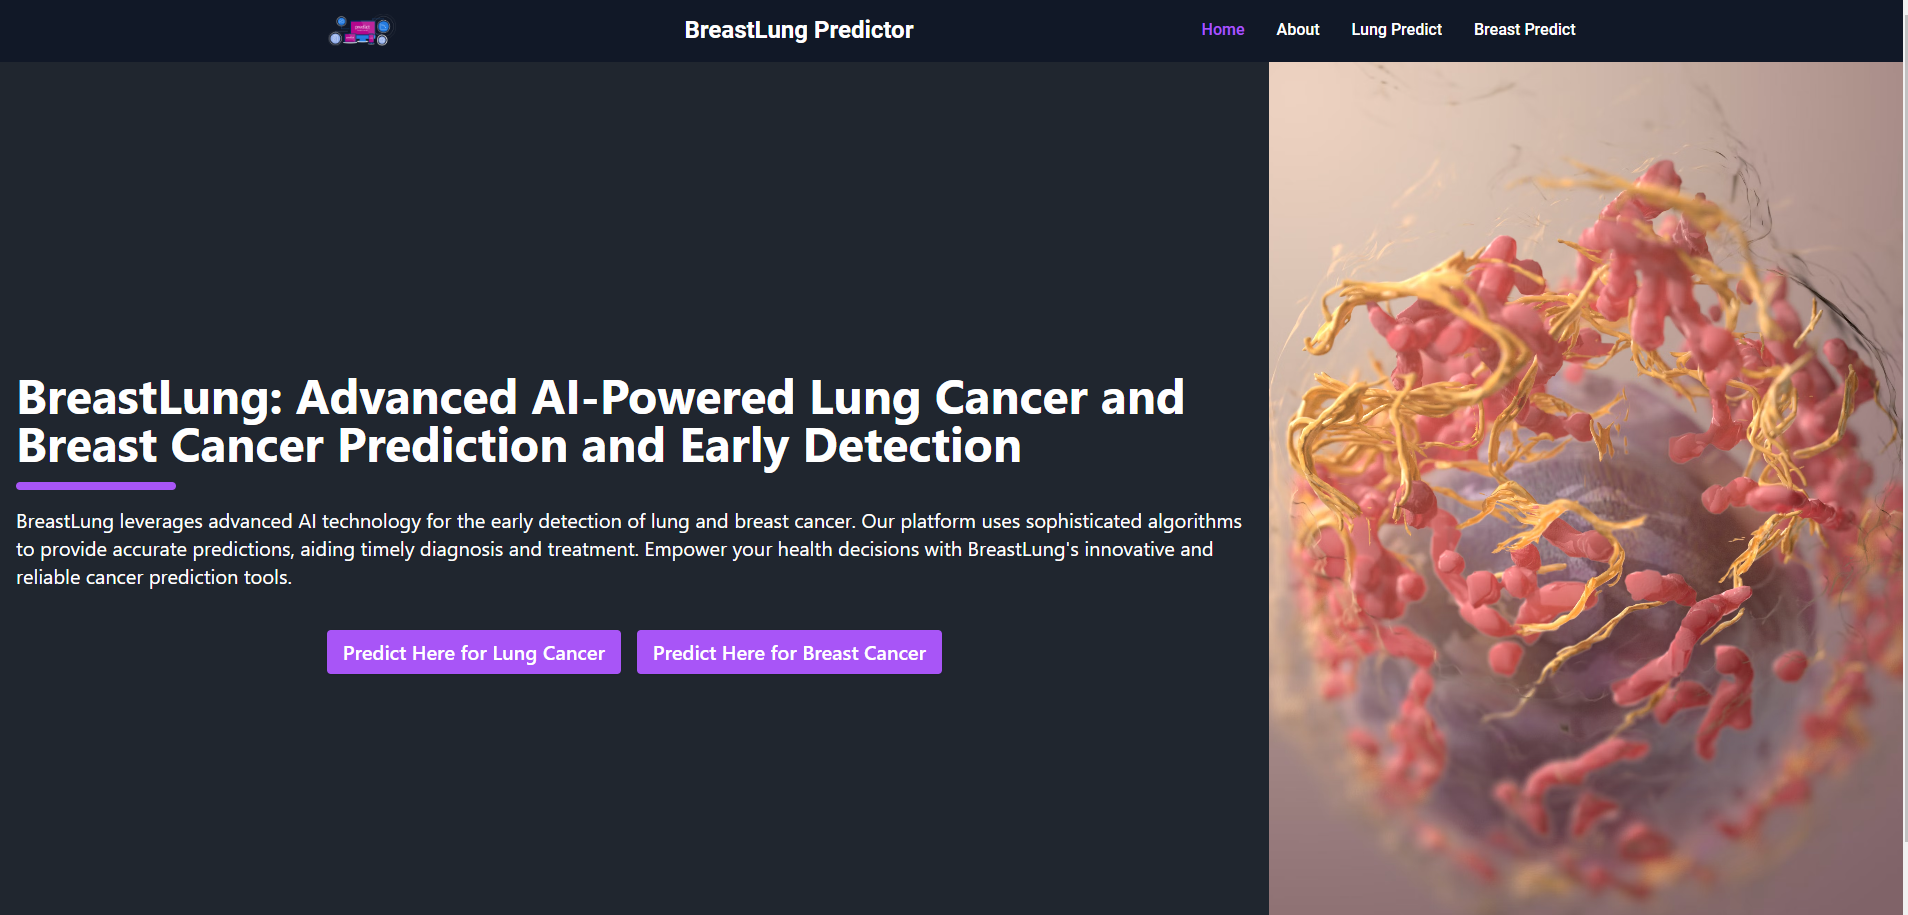 BreastLung Predictor
Home
About
Lung Predict
Breast Predict
BreastLung: Advanced AI-Powered Lung Cancer and
Breast Cancer Prediction and Early Detection
BreastLung leverages advanced AI technology for the early detection of lung and breast cancer. Our platform uses sophisticated algorithms
to provide accurate predictions, aiding timely diagnosis and treatment. Empower your health decisions with BreastLung's innovative and
reliable cancer prediction tools.
Predict Here for Lung Cancer
Predict Here for Breast Cancer